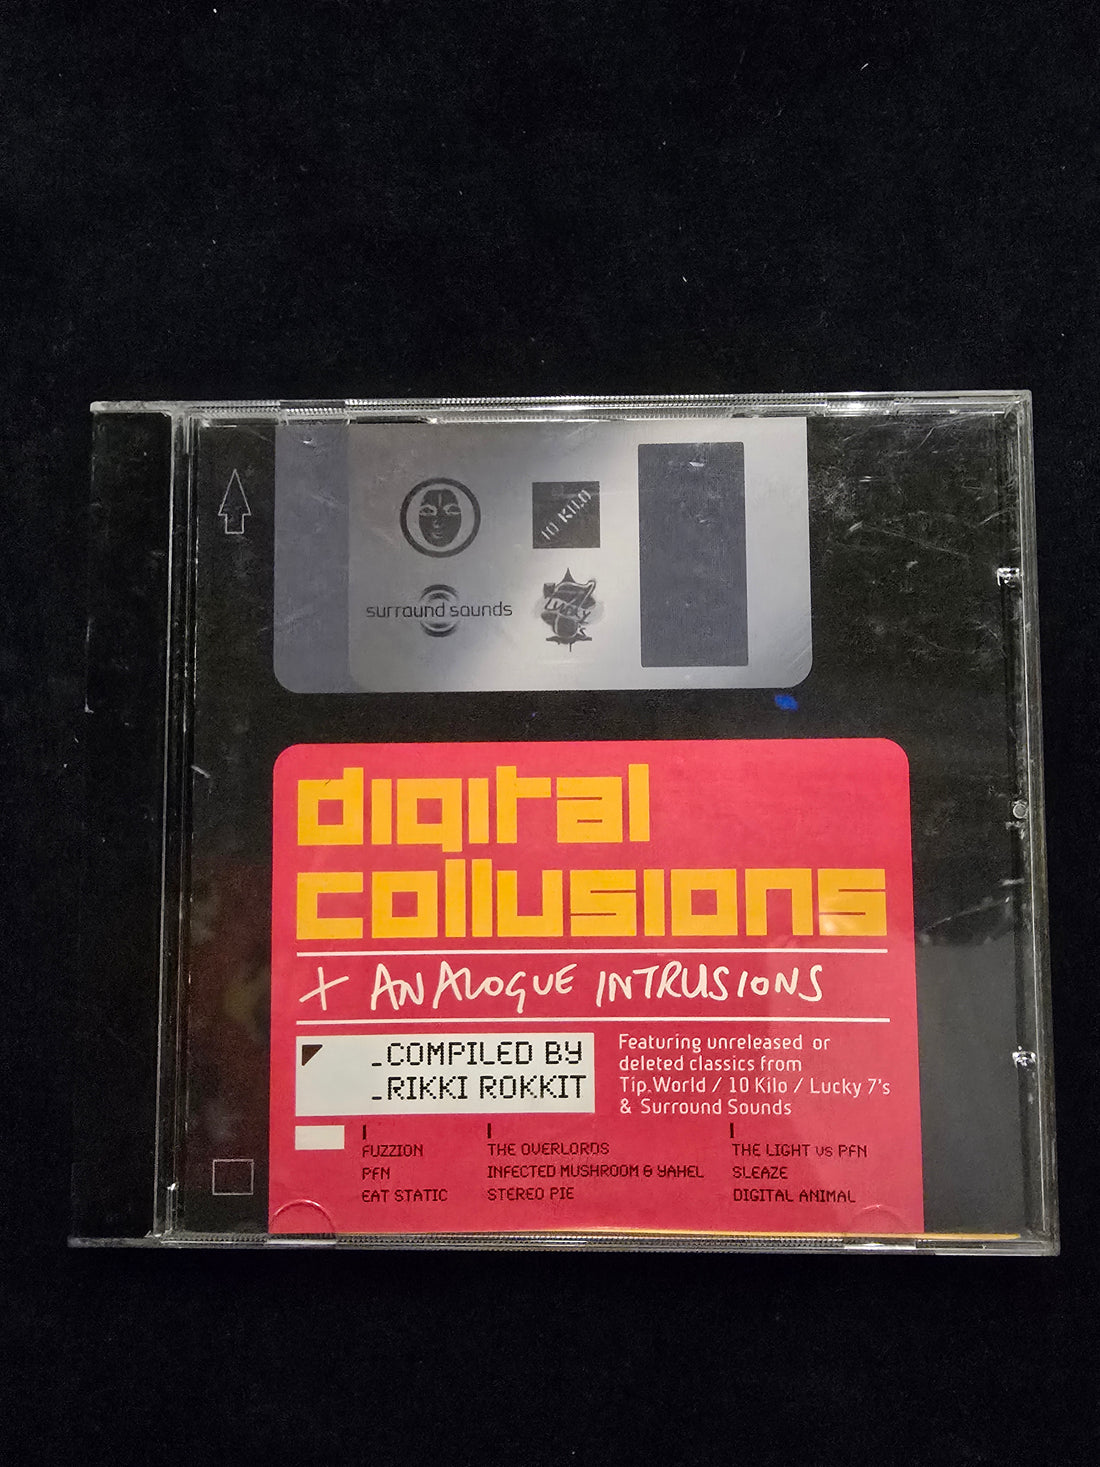 10 KILO
surround sounds
LUCKY
7's
digital
collusions
+ ANALOGUE INTRUSIONS
_COMPILED BY
_RIKKI ROKKIT
Featuring unreleased or
deleted classics from
Tip.World / 10 Kilo / Lucky 7's
& Surround Sounds
FUZZION
PFN
EAT STATIC
THE OVERLORDS
INFECTED MUSHROOM & YAHEL
STEREO PIE
THE LIGHT vs PFN
SLEAZE
DIGITAL ANIMAL